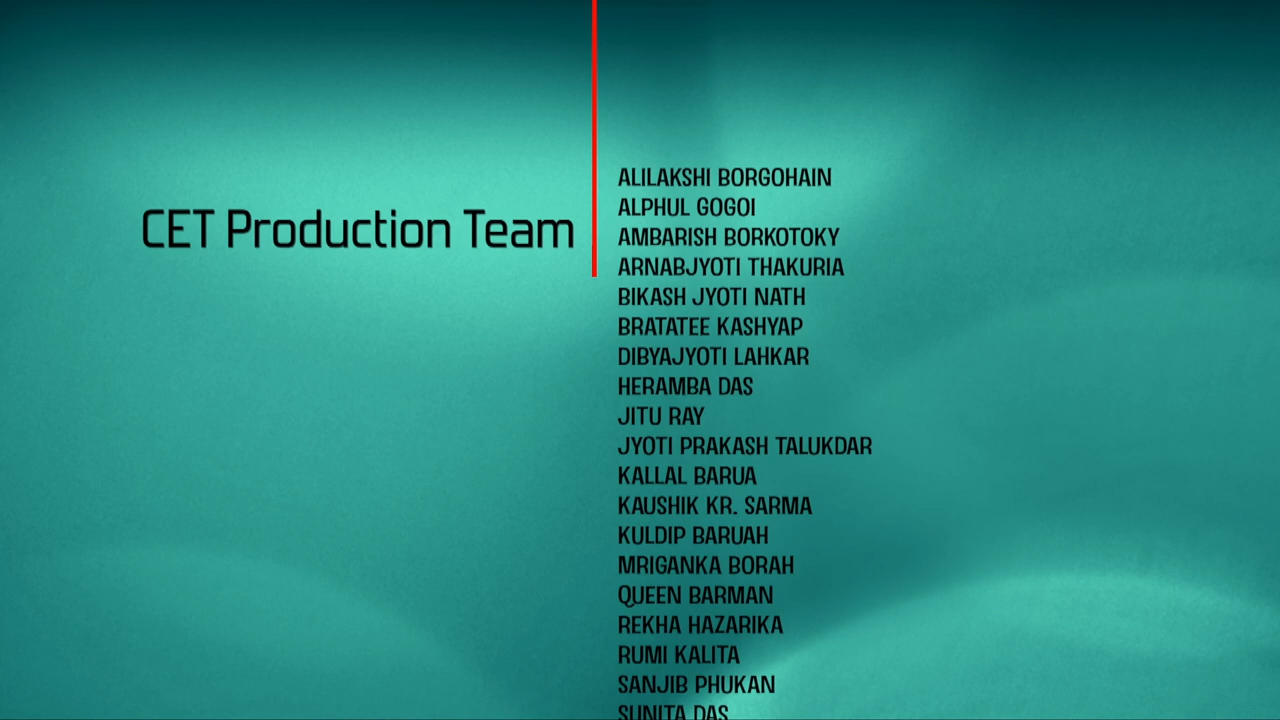 CET Production Team
ALILAKSHI BORGOHAIN
ALPHUL GOGOI
AMBARISH BORKOTOKY
ARNABJYOTI THAKURIA
BIKASH JYOTI NATH
BRATATEE KASHYAP
DIBYAJYOTI LAHKAR
HERAMBA DAS
JITU RAY
JYOTI PRAKASH TALUKDAR
KALLAL BARUA
KAUSHIK KR. SARMA
KULDIP BARUAH
MRIGANKA BORAH
QUEEN BARMAN
REKHA HAZARIKA
RUMI KALITA
SANJIB PHUKAN
SUNITA DAS